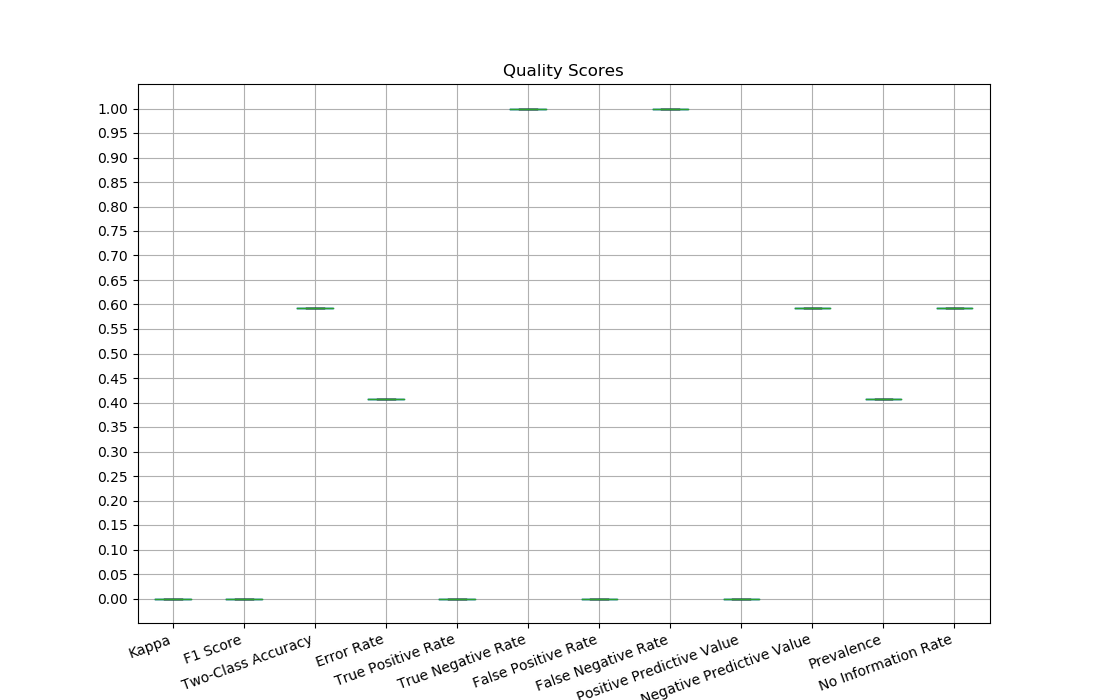 Quality Scores
1.00
0.95
0.90
0.85
0.80
0.75
0.70
0.65
0.60
0.55
0.50
0.45
0.40
0.35
0.30
0.25
0.20
0.15
0.10
0.05
0.00
Kappa
F1 Score
Two-Class Accuracy
Error Rate
True Positive Rate
True Negative Rate
False Positive Rate
False Negative Rate
Positive Predictive Value
Negative Predictive Value
Prevalence
No Information Rate